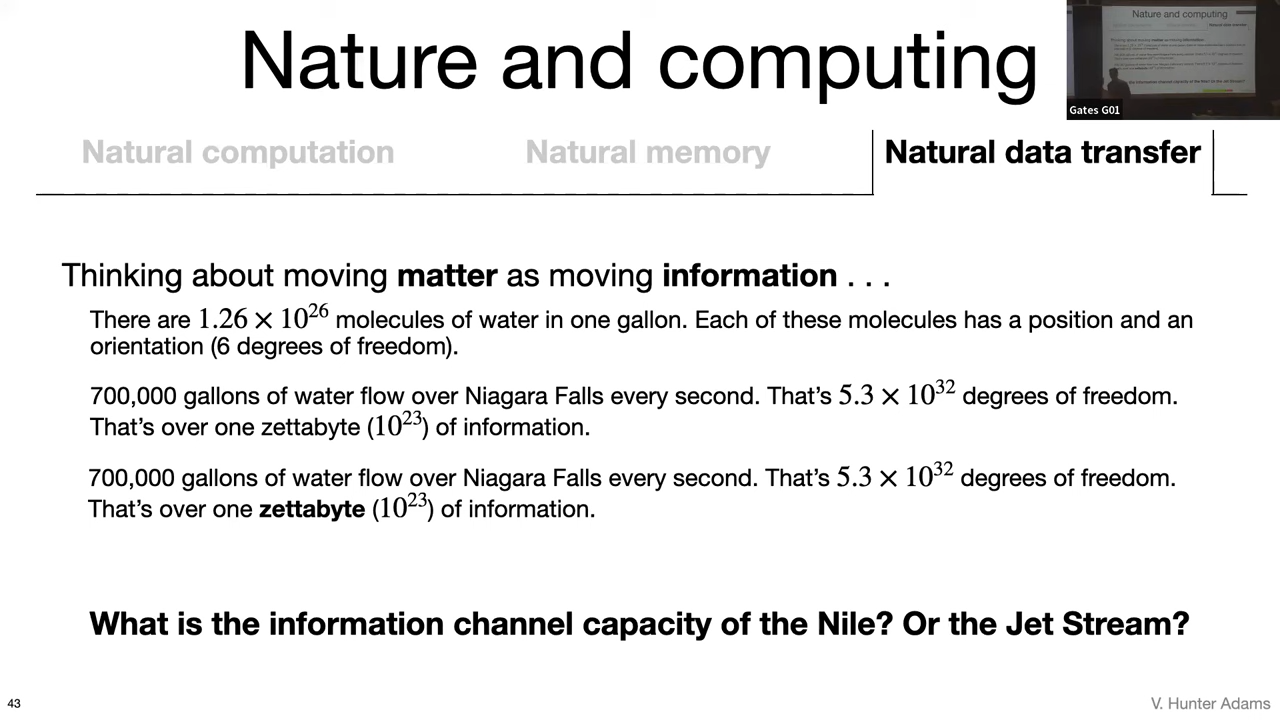 Nature and computing
Nature and computing
Gates G01
Natural computation
Natural memory
Natural data transfer
Thinking about moving matter as moving information . . .
There are 1.26 × 10²⁶ molecules of water in one gallon. Each of these molecules has a position and an
orientation (6 degrees of freedom).
700,000 gallons of water flow over Niagara Falls every second. That's 5.3 × 10³² degrees of freedom.
That's over one zettabyte (10²³) of information.
700,000 gallons of water flow over Niagara Falls every second. That's 5.3 × 10³² degrees of freedom.
That's over one zettabyte (10²³) of information.
What is the information channel capacity of the Nile? Or the Jet Stream?
43
V. Hunter Adams